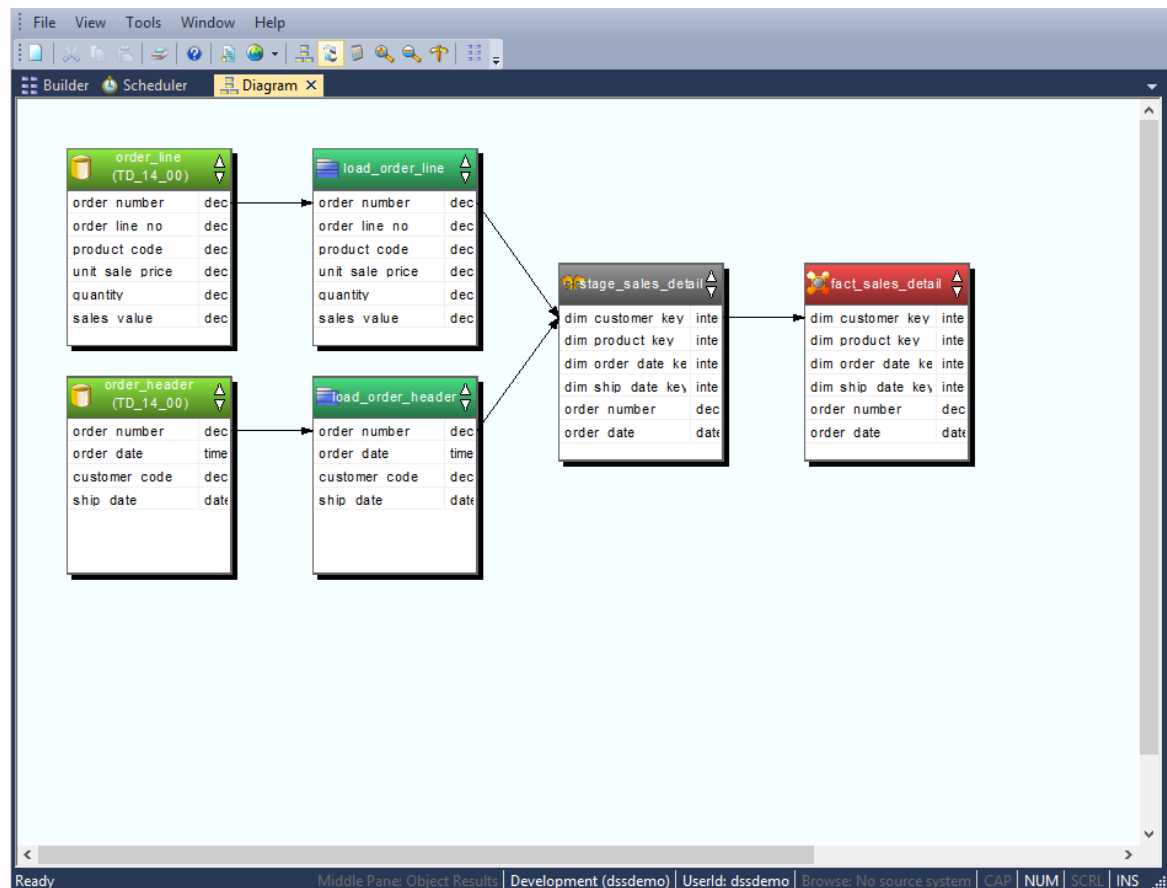 File View Tools Window Help
Builder Scheduler Diagram
order_line
(TD_14_00)
order number dec
order line no dec
product code dec
unit sale price dec
quantity dec
sales value dec
load_order_line
order number dec
order line no dec
product code dec
unit sale price dec
quantity dec
sales value dec
stage_sales_detail
dim customer key inte
dim product key inte
dim order date ke inte
dim ship date key inte
order number dec
order date date
fact_sales_detail
dim customer key inte
dim product key inte
dim order date ke inte
dim ship date key inte
order number dec
order date date
order_header
(TD_14_00)
order number dec
order date time
customer code dec
ship date date
load_order_header
order number dec
order date time
customer code dec
ship date date
Ready Middle Pane: Object Results Development (dssdemo) UserId: dssdemo Browse: No source system CAP NUM SCRL INS